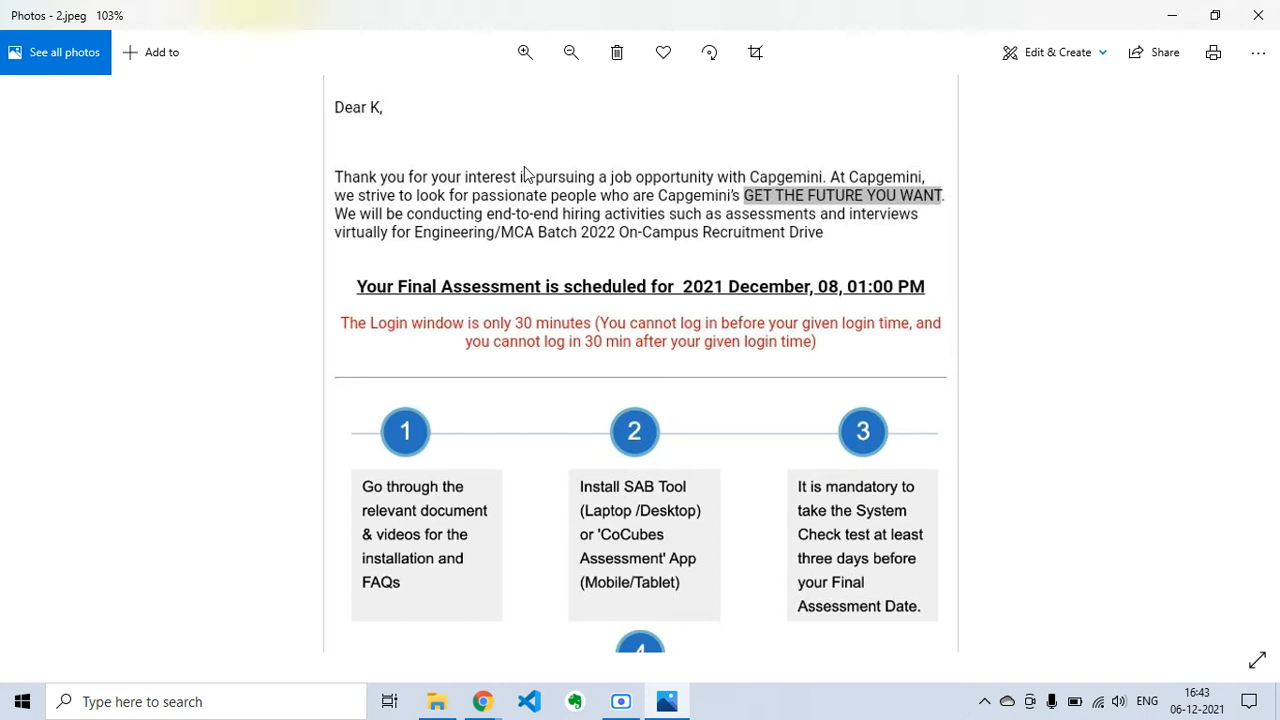 Photos - 2.jpeg 103%
See all photos
Add to
Edit & Create
Share
Dear K,
Thank you for your interest in pursuing a job opportunity with Capgemini. At Capgemini,
we strive to look for passionate people who are Capgemini's GET THE FUTURE YOU WANT.
We will be conducting end-to-end hiring activities such as assessments and interviews
virtually for Engineering/MCA Batch 2022 On-Campus Recruitment Drive
Your Final Assessment is scheduled for 2021 December, 08, 01:00 PM
The Login window is only 30 minutes (You cannot log in before your given login time, and
you cannot log in 30 min after your given login time)
1
Go through the
relevant document
& videos for the
installation and
FAQs
2
Install SAB Tool
(Laptop /Desktop)
or 'CoCubes
Assessment' App
(Mobile/Tablet)
3
It is mandatory to
take the System
Check test at least
three days before
your Final
Assessment Date.
4
Type here to search
ENG
16:43
06-12-2021